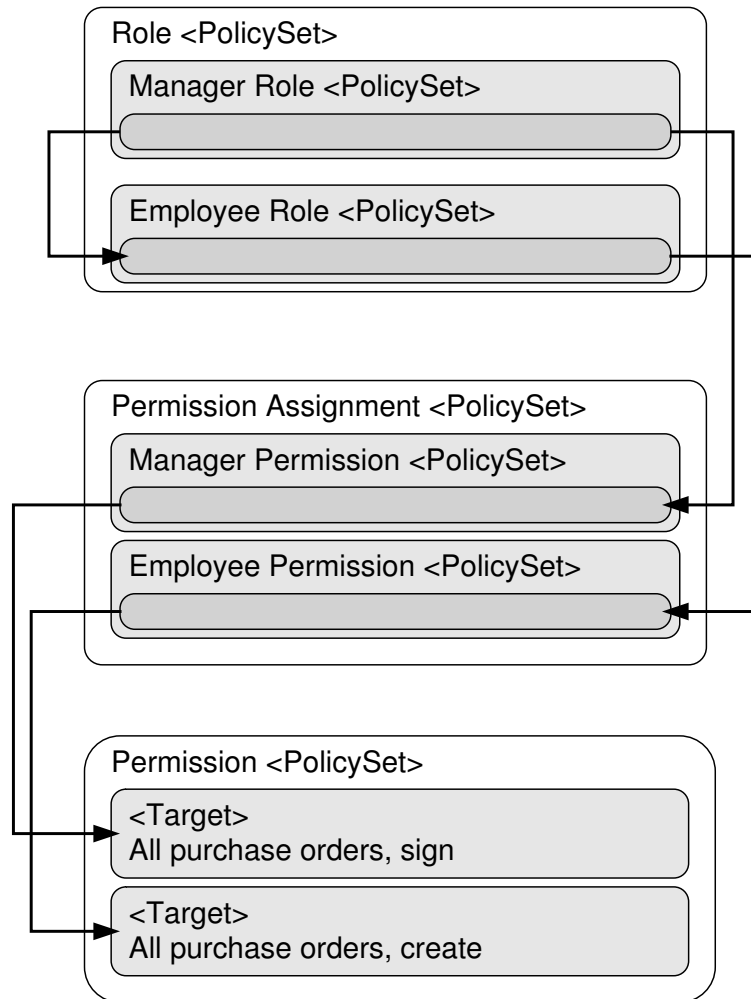 Role <PolicySet>
Manager Role <PolicySet>
Employee Role <PolicySet>
Permission Assignment <PolicySet>
Manager Permission <PolicySet>
Employee Permission <PolicySet>
Permission <PolicySet>
<Target>
All purchase orders, sign
<Target>
All purchase orders, create